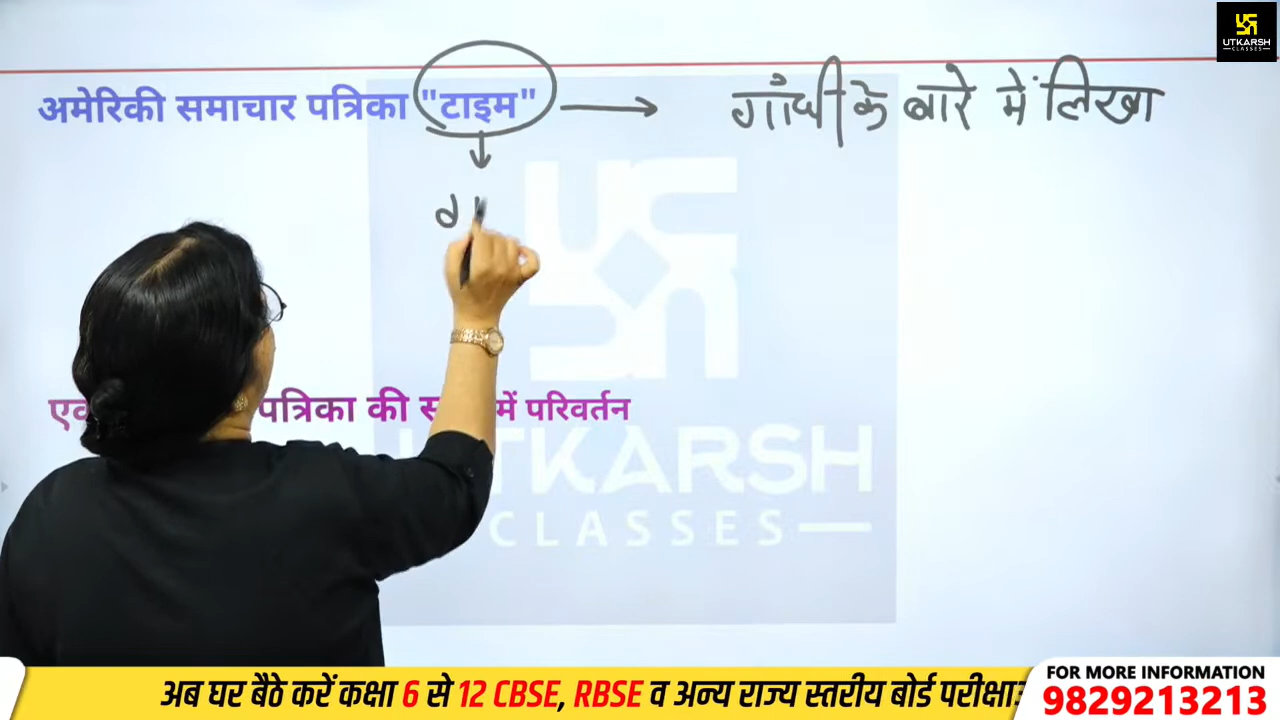 UTKARSH
CLASSES
अमेरिकी समाचार पत्रिका "टाइम" → गाँधी के बारे में लिखा
पत्रिका की में परिवर्तन
UTKARSH
CLASSES
अब घर बैठे करें कक्षा 6 से 12 CBSE, RBSE व अन्य राज्य स्तरीय बोर्ड
FOR MORE INFORMATION
9829213213